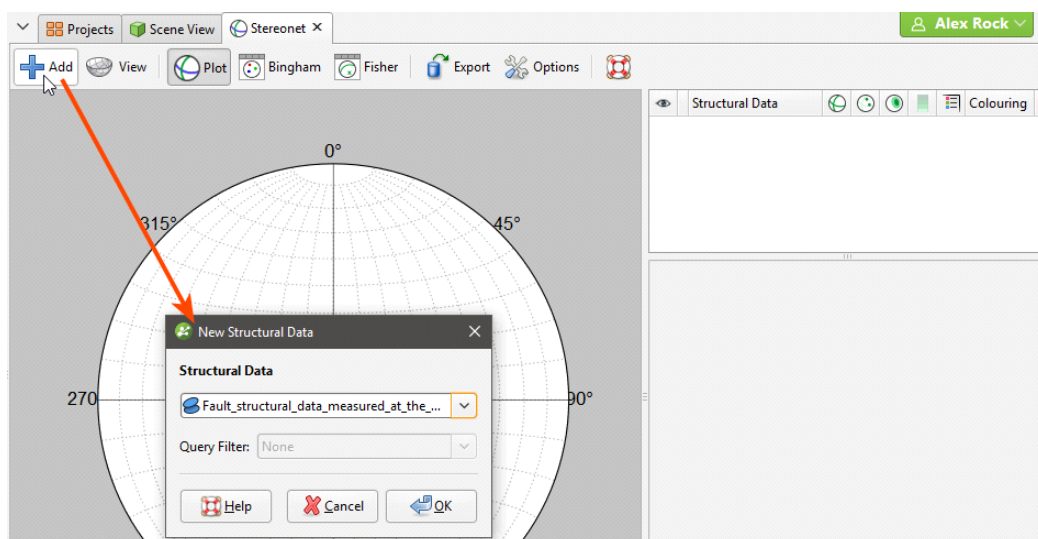 Projects Scene View Stereonet × Alex Rock
Add View Plot Bingham Fisher Export Options
Structural Data Colouring
0°
315° 45°
New Structural Data
Structural Data
270 90°
Fault_structural_data_measured_at_the_...
Query Filter: None
Help Cancel OK